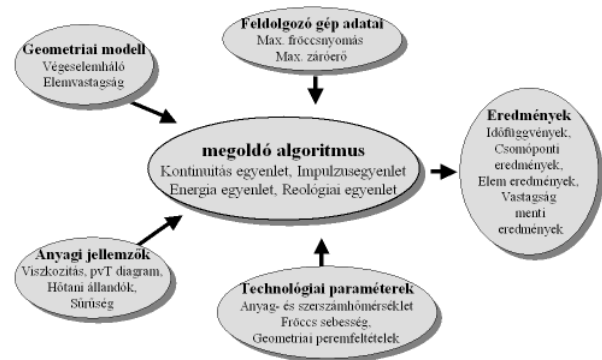 Feldolgozó gép adatai
Max. fröccsnyomás
Max. záróerő
Geometriai modell
Végeselemháló
Elemvastagság
megoldó algoritmus
Kontinuitás egyenlet, Impulzusegyenlet
Energia egyenlet, Reológiai egyenlet
Eredmények
Időfüggvények,
Csomóponti
eredmények,
Elem eredmények,
Vastagság
menti
eredmények
Anyagi jellemzők
Viszkozitás, pvT diagram,
Hőtani állandók,
Sűrűség
Technológiai paraméterek
Anyag- és szerszámhőmérséklet
Fröccs sebesség,
Geometriai peremfeltételek